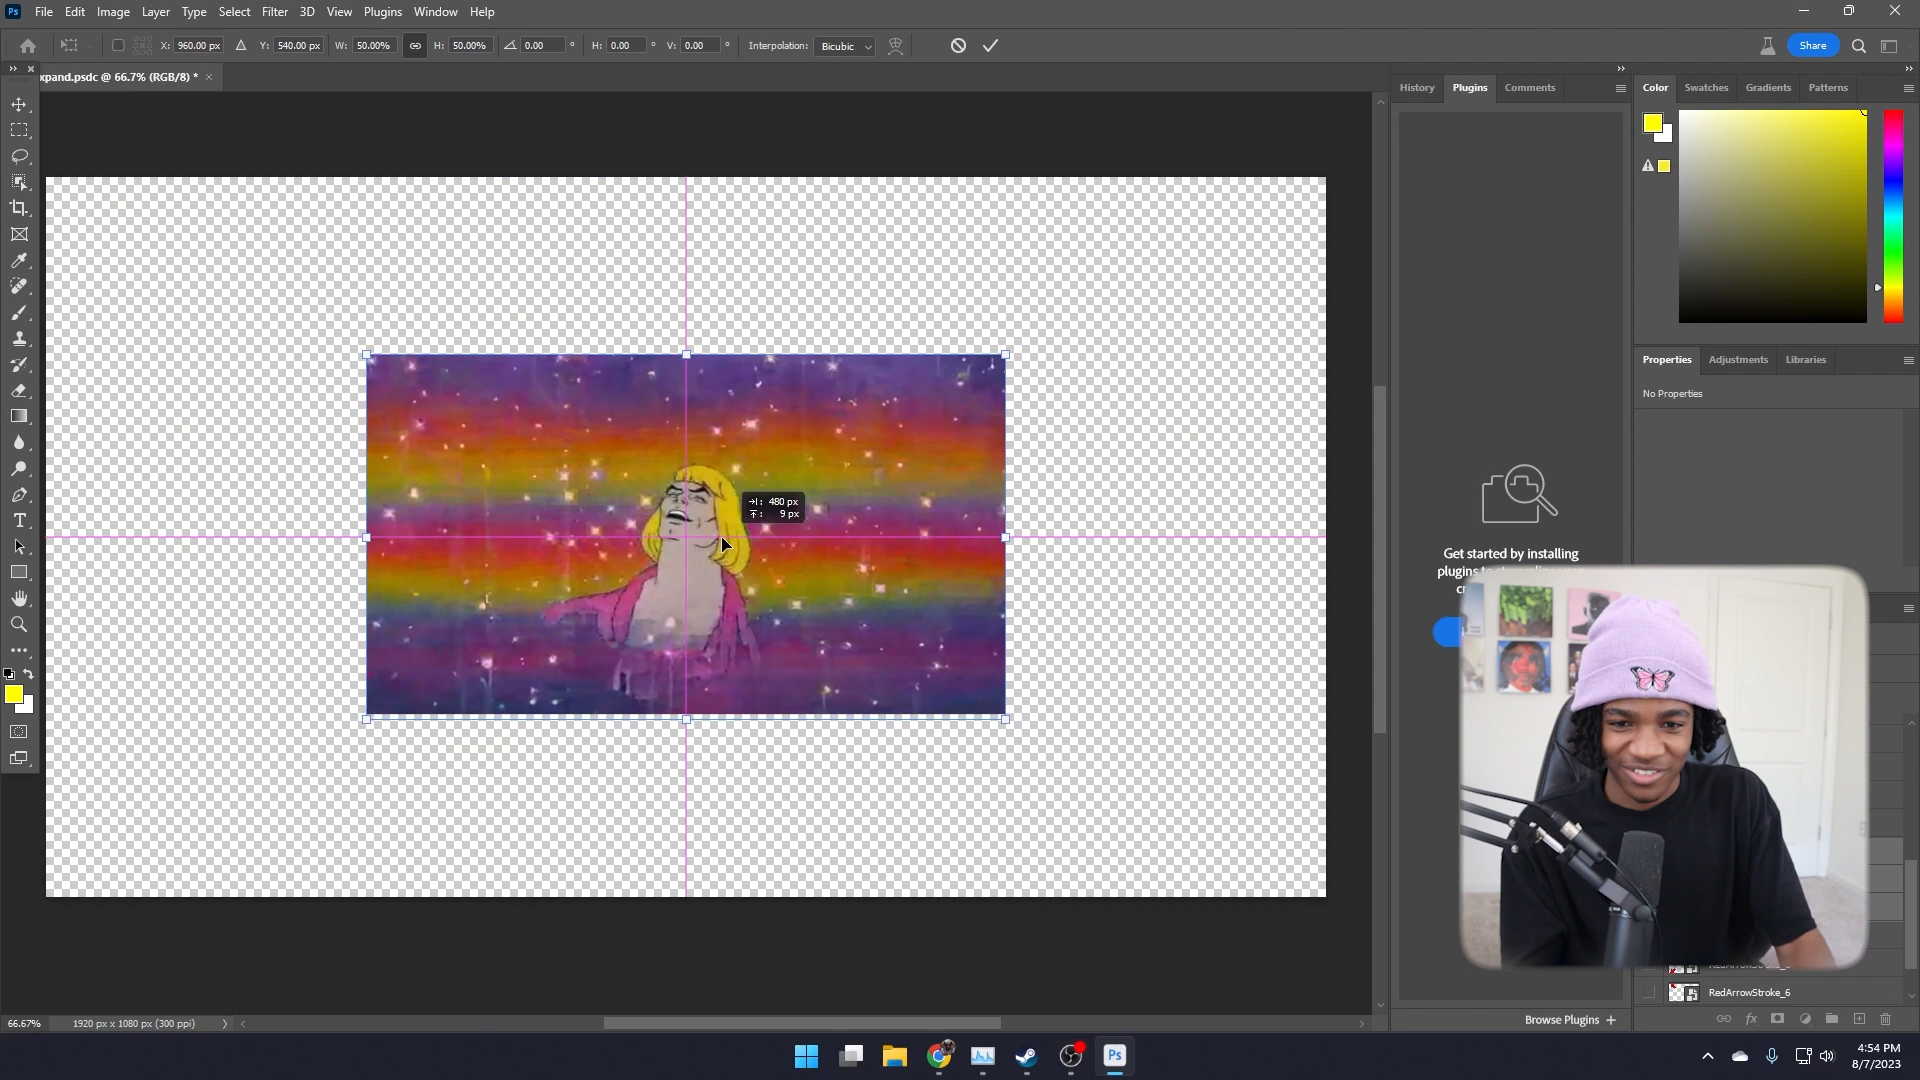 Ps File Edit Image Layer Type Select Filter 3D View Plugins Window Help
X: 960.00 px Y: 540.00 px W: 50.00% H: 50.00% 0.00 ° H: 0.00 ° V: 0.00 ° Interpolation: Bicubic Share
xpand.psdc @ 66.7% (RGB/8) * ×
History Plugins Comments
Color Swatches Gradients Patterns
Properties Adjustments Libraries
No Properties
480 px
9 px
Get started by installing
plugins
RedArrowStroke_6
66.67% 1920 px x 1080 px (300 ppi)
Browse Plugins +
Ps
4:54 PM
8/7/2023